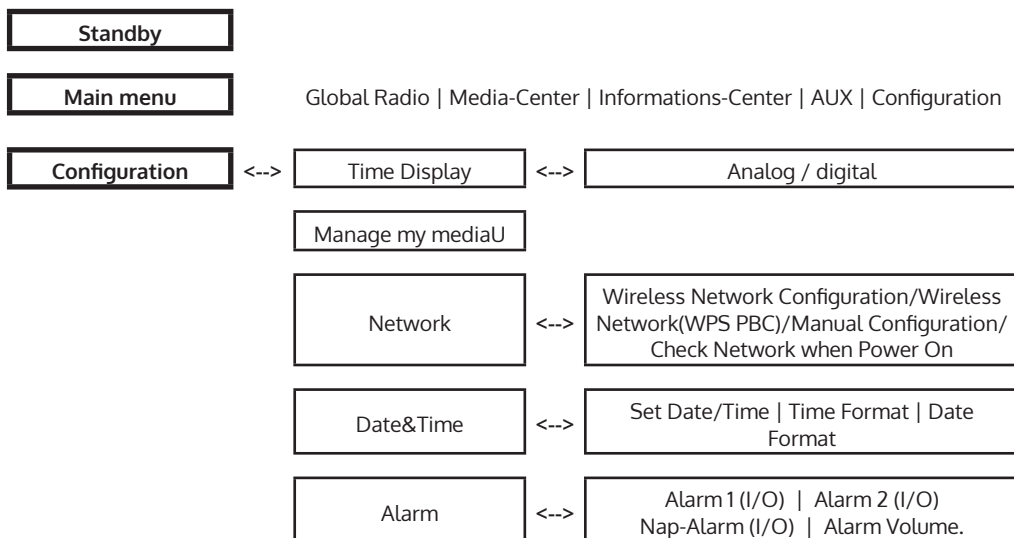 Standby
Main menu
Global Radio | Media-Center | Informations-Center | AUX | Configuration
Configuration <--> Time Display <--> Analog / digital
Manage my mediaU
Network <--> Wireless Network Configuration/Wireless
Network(WPS PBC)/Manual Configuration/
Check Network when Power On
Date&Time <--> Set Date/Time | Time Format | Date
Format
Alarm <--> Alarm 1 (I/O) | Alarm 2 (I/O)
Nap-Alarm (I/O) | Alarm Volume.